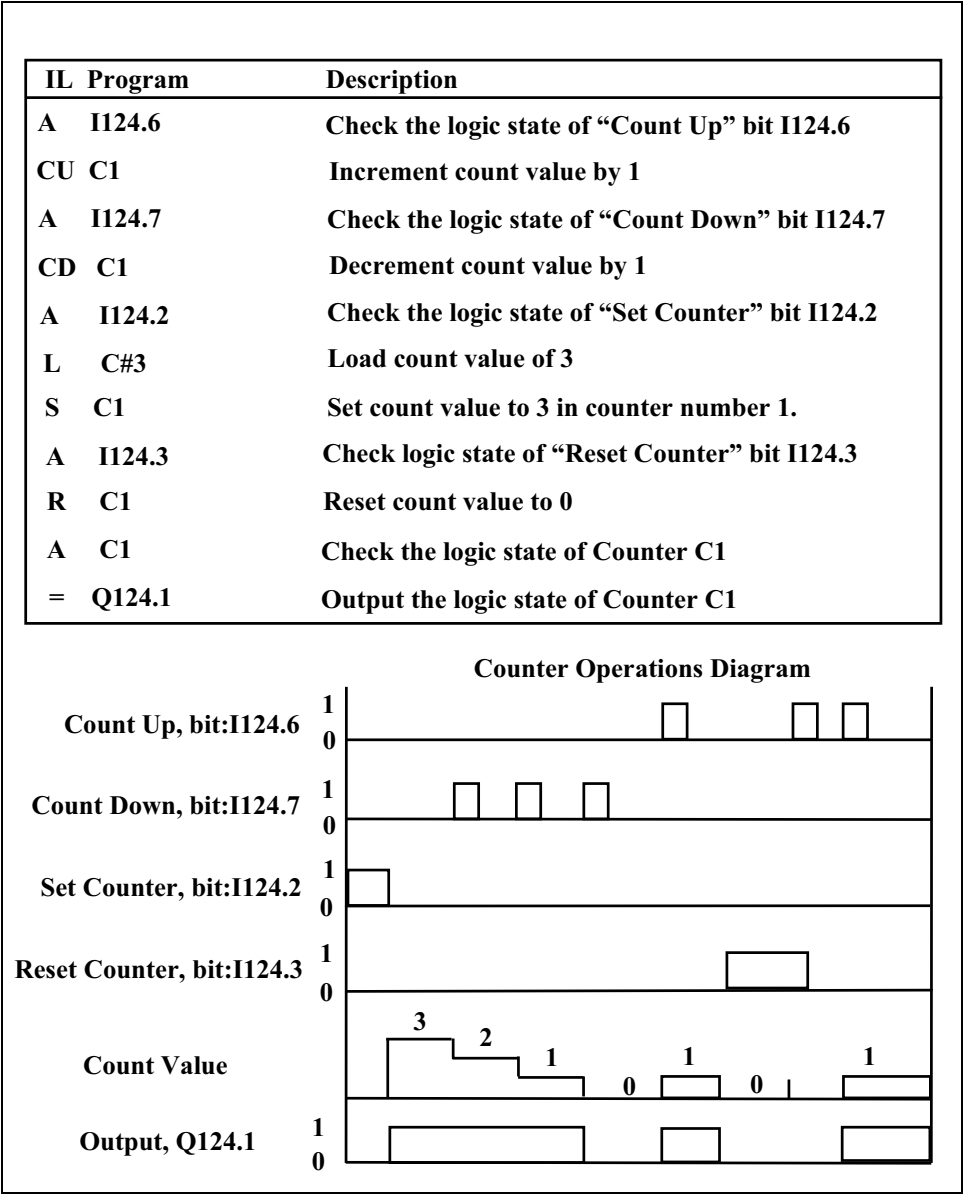 IL Program Description
A I124.6 Check the logic state of “Count Up” bit I124.6
CU C1 Increment count value by 1
A I124.7 Check the logic state of “Count Down” bit I124.7
CD C1 Decrement count value by 1
A I124.2 Check the logic state of “Set Counter” bit I124.2
L C#3 Load count value of 3
S C1 Set count value to 3 in counter number 1.
A I124.3 Check logic state of “Reset Counter” bit I124.3
R C1 Reset count value to 0
A C1 Check the logic state of Counter C1
= Q124.1 Output the logic state of Counter C1
Counter Operations Diagram
1
Count Up, bit:I124.6
0
1
Count Down, bit:I124.7
0
1
Set Counter, bit:I124.2
0
1
Reset Counter, bit:I124.3
0
3 2 1 0 1 0 1
Count Value
1
Output, Q124.1
0